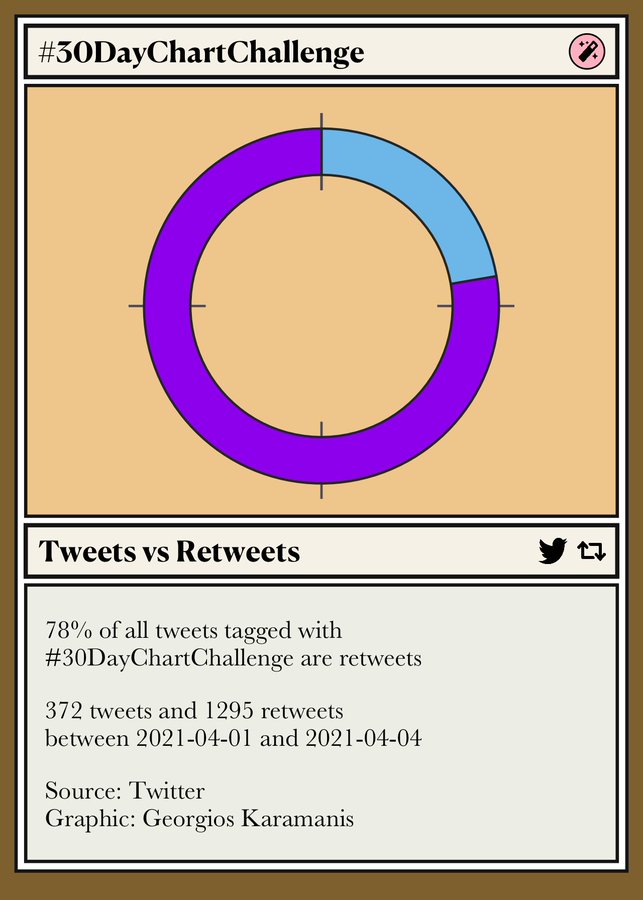 #30DayChartChallenge
Tweets vs Retweets
78% of all tweets tagged with
#30DayChartChallenge are retweets
372 tweets and 1295 retweets
between 2021-04-01 and 2021-04-04
Source: Twitter
Graphic: Georgios Karamanis